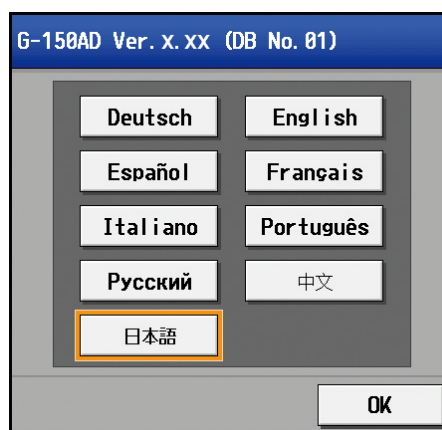 G-150AD Ver. x.xx (DB No. 01)
Deutsch English
Español Français
Italiano Português
Русский 中文
日本語
OK